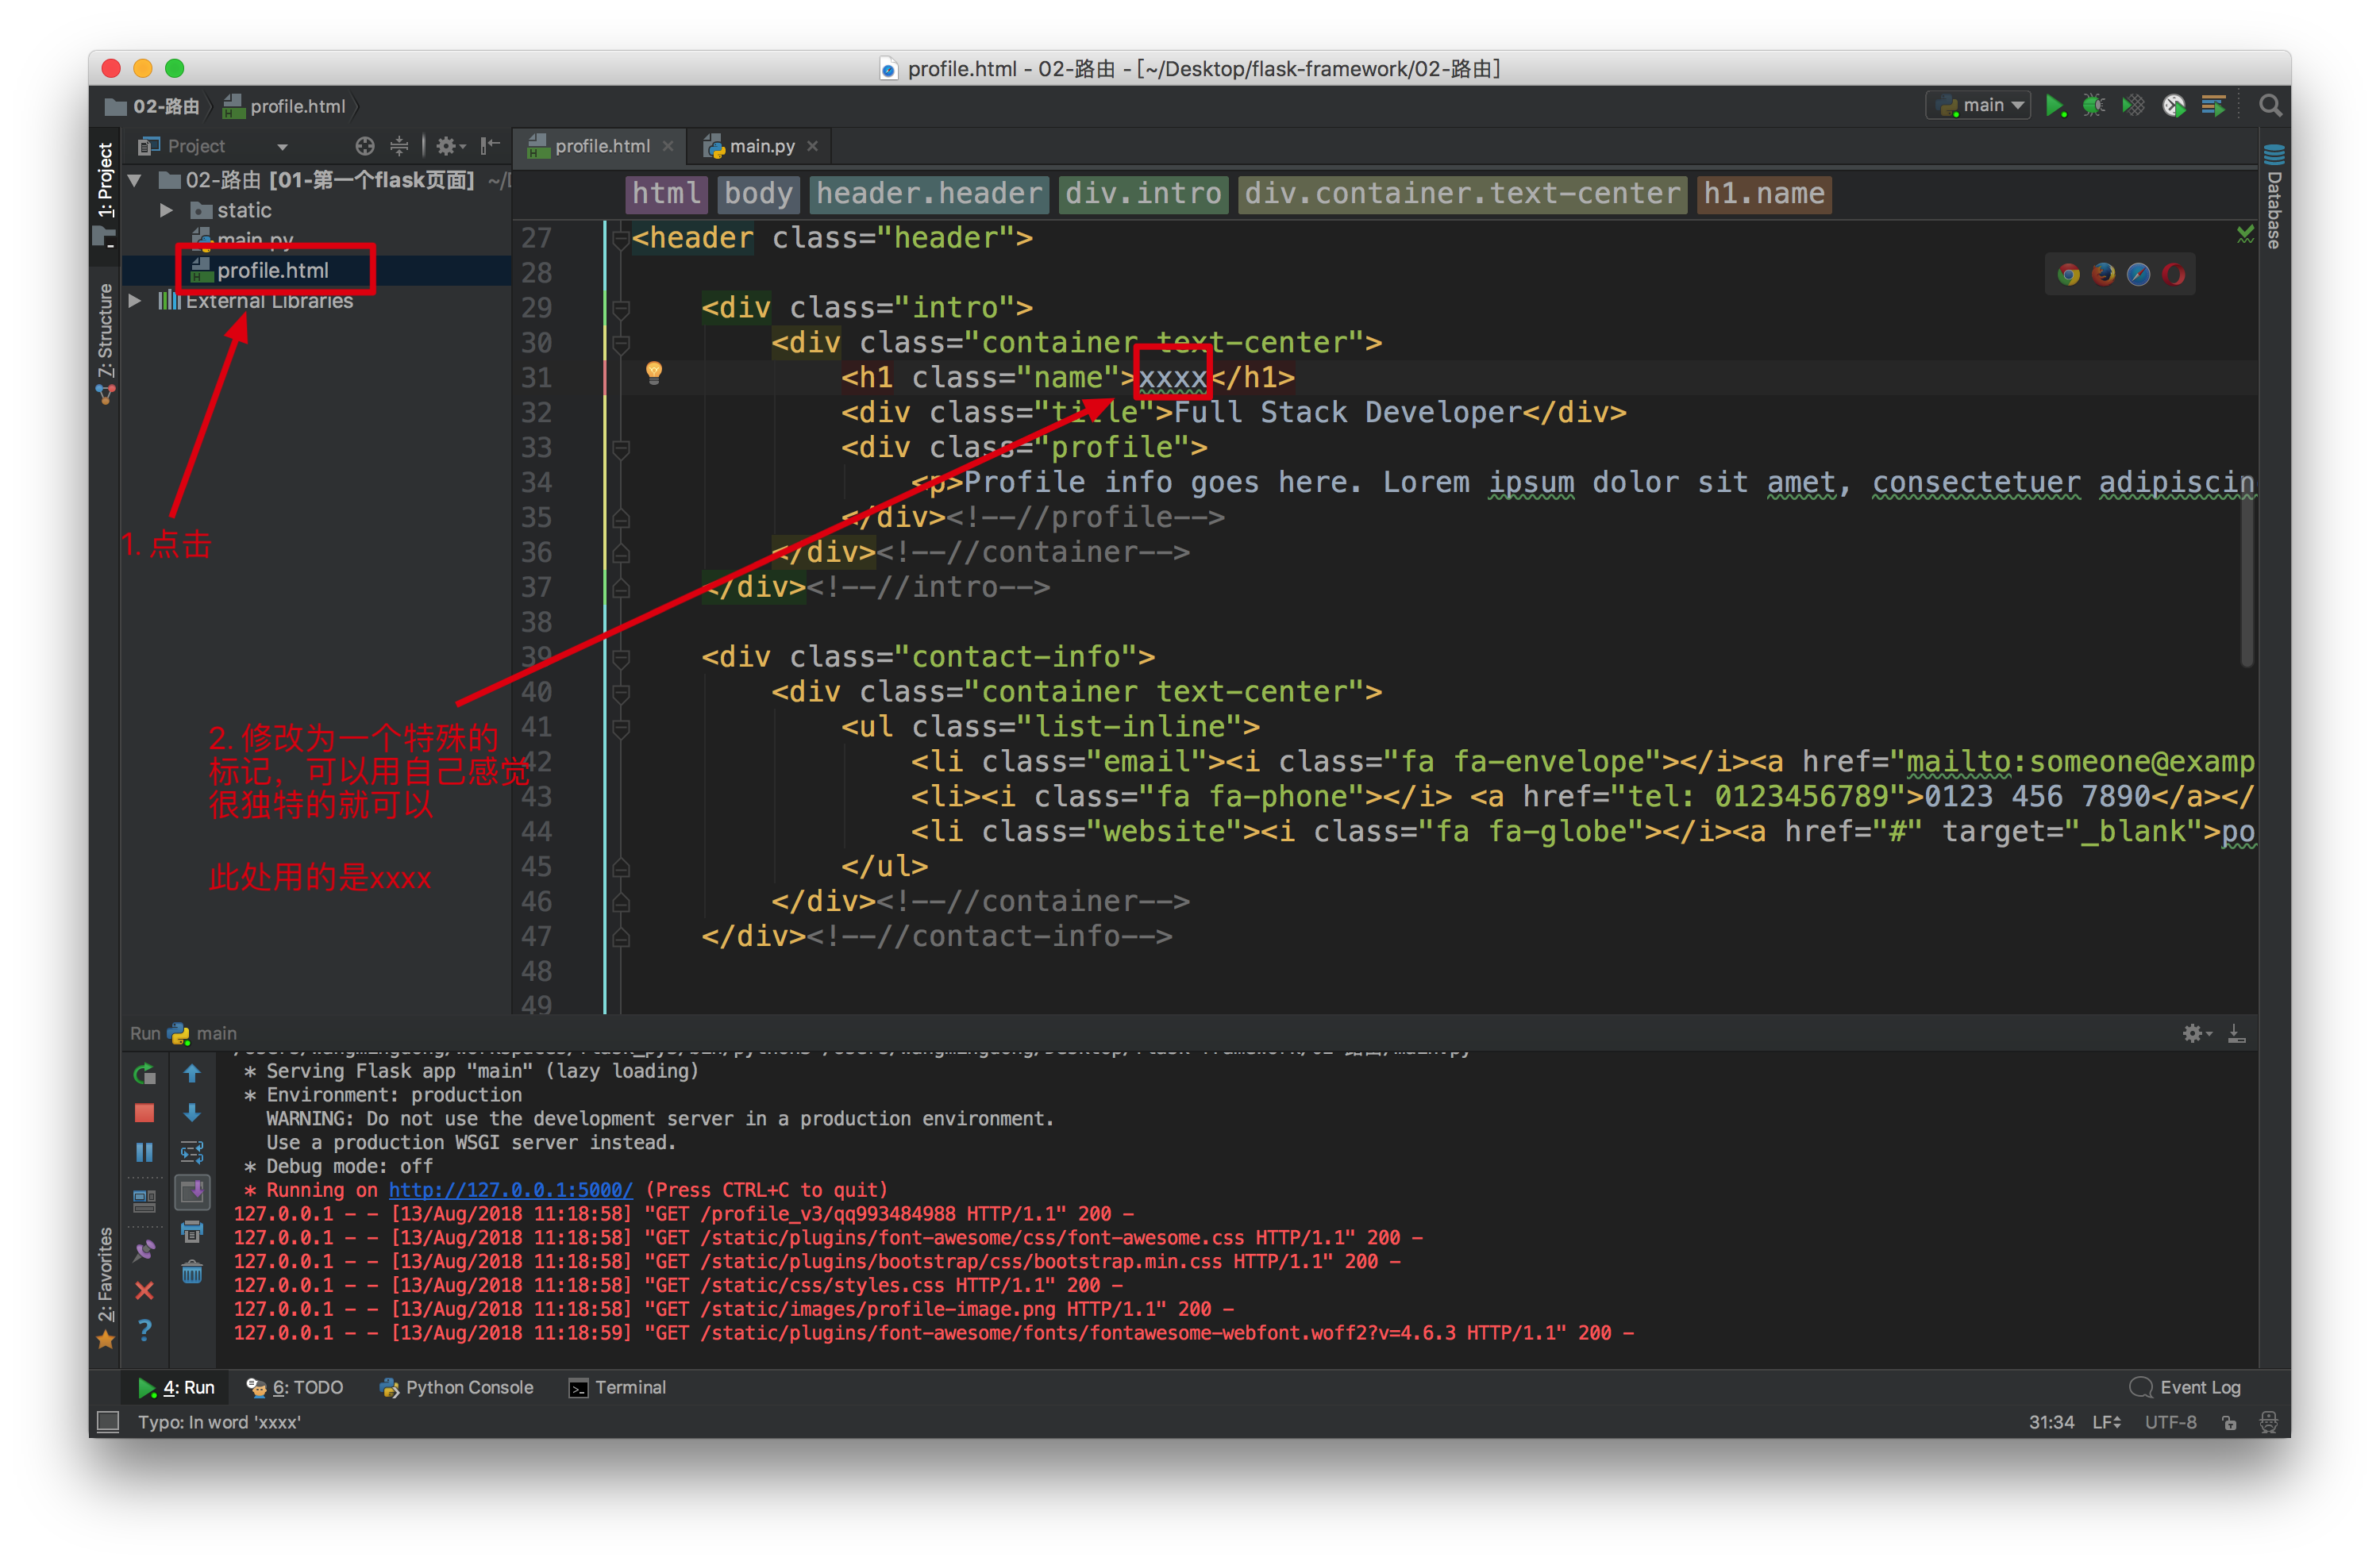 profile.html - 02-路由 - [~/Desktop/flask-framework/02-路由]
02-路由 profile.html main
1: Project
Project
profile.html main.py
02-路由 [01-第一个flask页面]
static
main.py
profile.html
External Libraries
7: Structure
Database
html body header.header div.intro div.container.text-center h1.name
27 <header class="header">
28
29 <div class="intro">
30 <div class="container text-center">
31 <h1 class="name">xxxx</h1>
32 <div class="title">Full Stack Developer</div>
33 <div class="profile">
34 <p>Profile info goes here. Lorem ipsum dolor sit amet, consectetuer adipiscin
35 </div><!--//profile-->
36 </div><!--//container-->
37 </div><!--//intro-->
38
39 <div class="contact-info">
40 <div class="container text-center">
41 <ul class="list-inline">
42 <li class="email"><i class="fa fa-envelope"></i><a href="mailto:someone@examp
43 <li><i class="fa fa-phone"></i> <a href="tel: 0123456789">0123 456 7890</a></
44 <li class="website"><i class="fa fa-globe"></i><a href="#" target="_blank">po
45 </ul>
46 </div><!--//container-->
47 </div><!--//contact-info-->
48
49
1. 点击
2. 修改为一个特殊的
标记，可以用自己感觉
很独特的就可以
此处用的是xxxx
Run main
* Serving Flask app "main" (lazy loading)
* Environment: production
WARNING: Do not use the development server in a production environment.
Use a production WSGI server instead.
* Debug mode: off
* Running on http://127.0.0.1:5000/ (Press CTRL+C to quit)
127.0.0.1 - - [13/Aug/2018 11:18:58] "GET /profile_v3/qq993484988 HTTP/1.1" 200 -
127.0.0.1 - - [13/Aug/2018 11:18:58] "GET /static/plugins/font-awesome/css/font-awesome.css HTTP/1.1" 200 -
127.0.0.1 - - [13/Aug/2018 11:18:58] "GET /static/plugins/bootstrap/css/bootstrap.min.css HTTP/1.1" 200 -
127.0.0.1 - - [13/Aug/2018 11:18:58] "GET /static/css/styles.css HTTP/1.1" 200 -
127.0.0.1 - - [13/Aug/2018 11:18:58] "GET /static/images/profile-image.png HTTP/1.1" 200 -
127.0.0.1 - - [13/Aug/2018 11:18:59] "GET /static/plugins/font-awesome/fonts/fontawesome-webfont.woff2?v=4.6.3 HTTP/1.1" 200 -
2: Favorites
4: Run 6: TODO Python Console Terminal Event Log
Typo: In word 'xxxx' 31:34 LF UTF-8